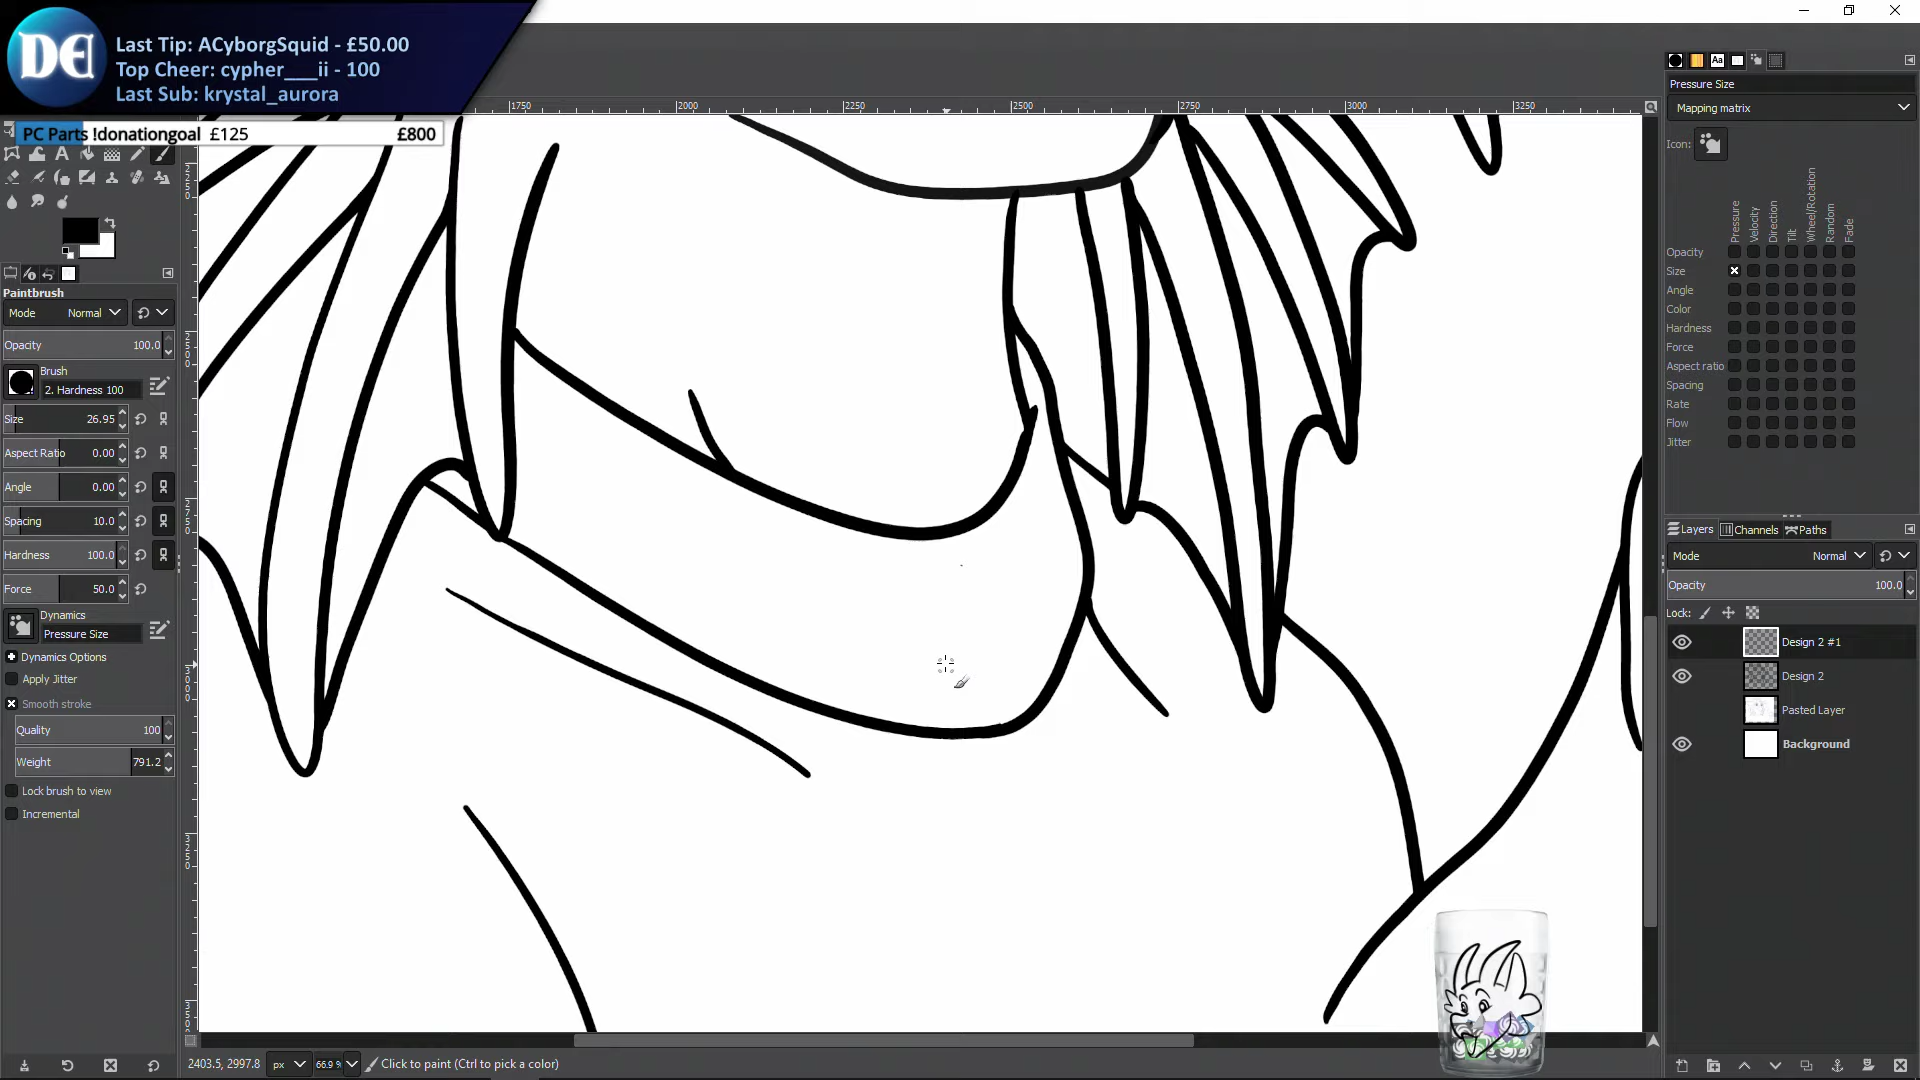 DE
Last Tip: ACyborgSquid - £50.00
Top Cheer: cypher___ii - 100
Last Sub: krystal_aurora
PC Parts !donationgoal £125 £800
1750 2000 2250 2500 2750 3000 3250
Paintbrush
Mode Normal
Opacity 100.0
Brush
2. Hardness 100
Size 26.95
Aspect Ratio 0.00
Angle 0.00
Spacing 10.0
Hardness 100.0
Force 50.0
Dynamics
Pressure Size
Dynamics Options
Apply Jitter
Smooth stroke
Quality 100
Weight 791.2
Lock brush to view
Incremental
2403.5, 2997.8 px 66.9 % Click to paint (Ctrl to pick a color)
Aa
Pressure Size
Mapping matrix
Icon:
Pressure Velocity Direction Tilt Wheel/Rotation Random Fade
Opacity
Size
Angle
Color
Hardness
Force
Aspect ratio
Spacing
Rate
Flow
Jitter
Layers Channels Paths
Mode Normal
Opacity 100.0
Lock:
Design 2 #1
Design 2
Pasted Layer
Background